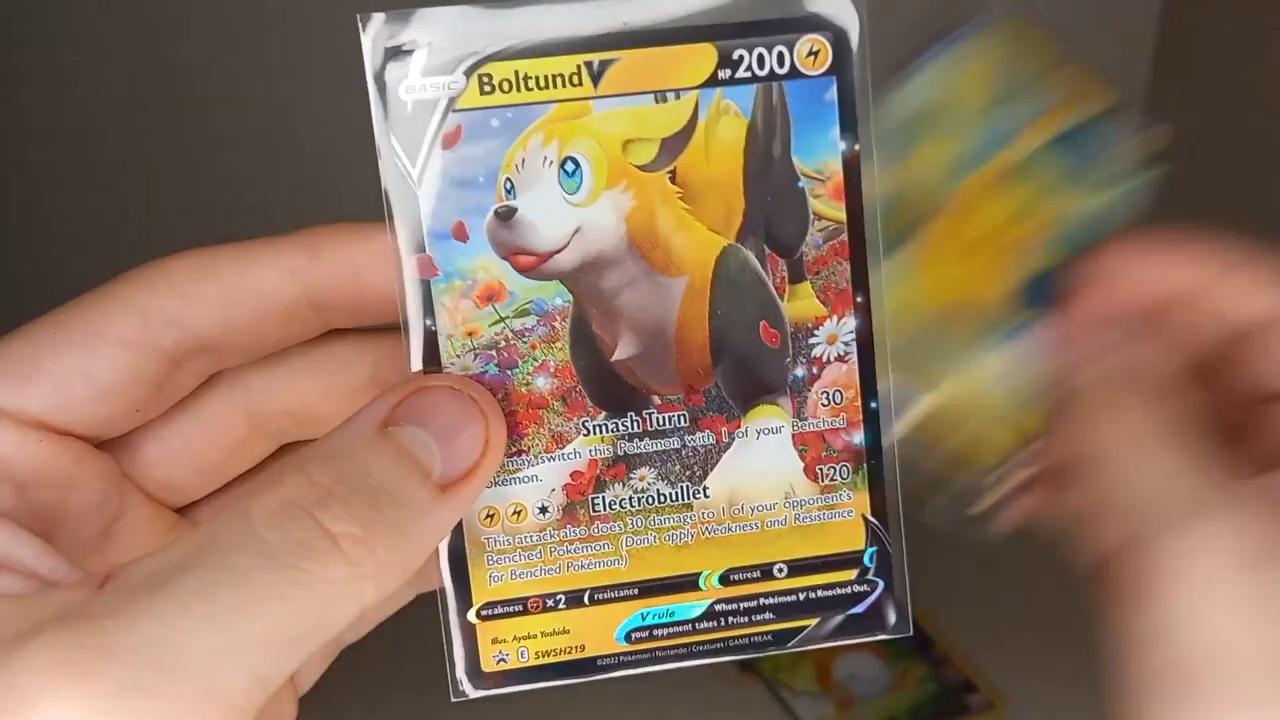 BASIC Boltund V HP 200
Smash Turn 30
may switch this Pokémon with 1 of your Benched
okémon.
Electrobullet 120
This attack also does 30 damage to 1 of your opponent's
Benched Pokémon. (Don't apply Weakness and Resistance
for Benched Pokémon.)
weakness ×2 resistance retreat
V rule When your Pokémon V is Knocked Out,
your opponent takes 2 Prize cards.
Illus. Ayaka Yoshida
E SWSH219
©2022 Pokémon / Nintendo / Creatures / GAME FREAK